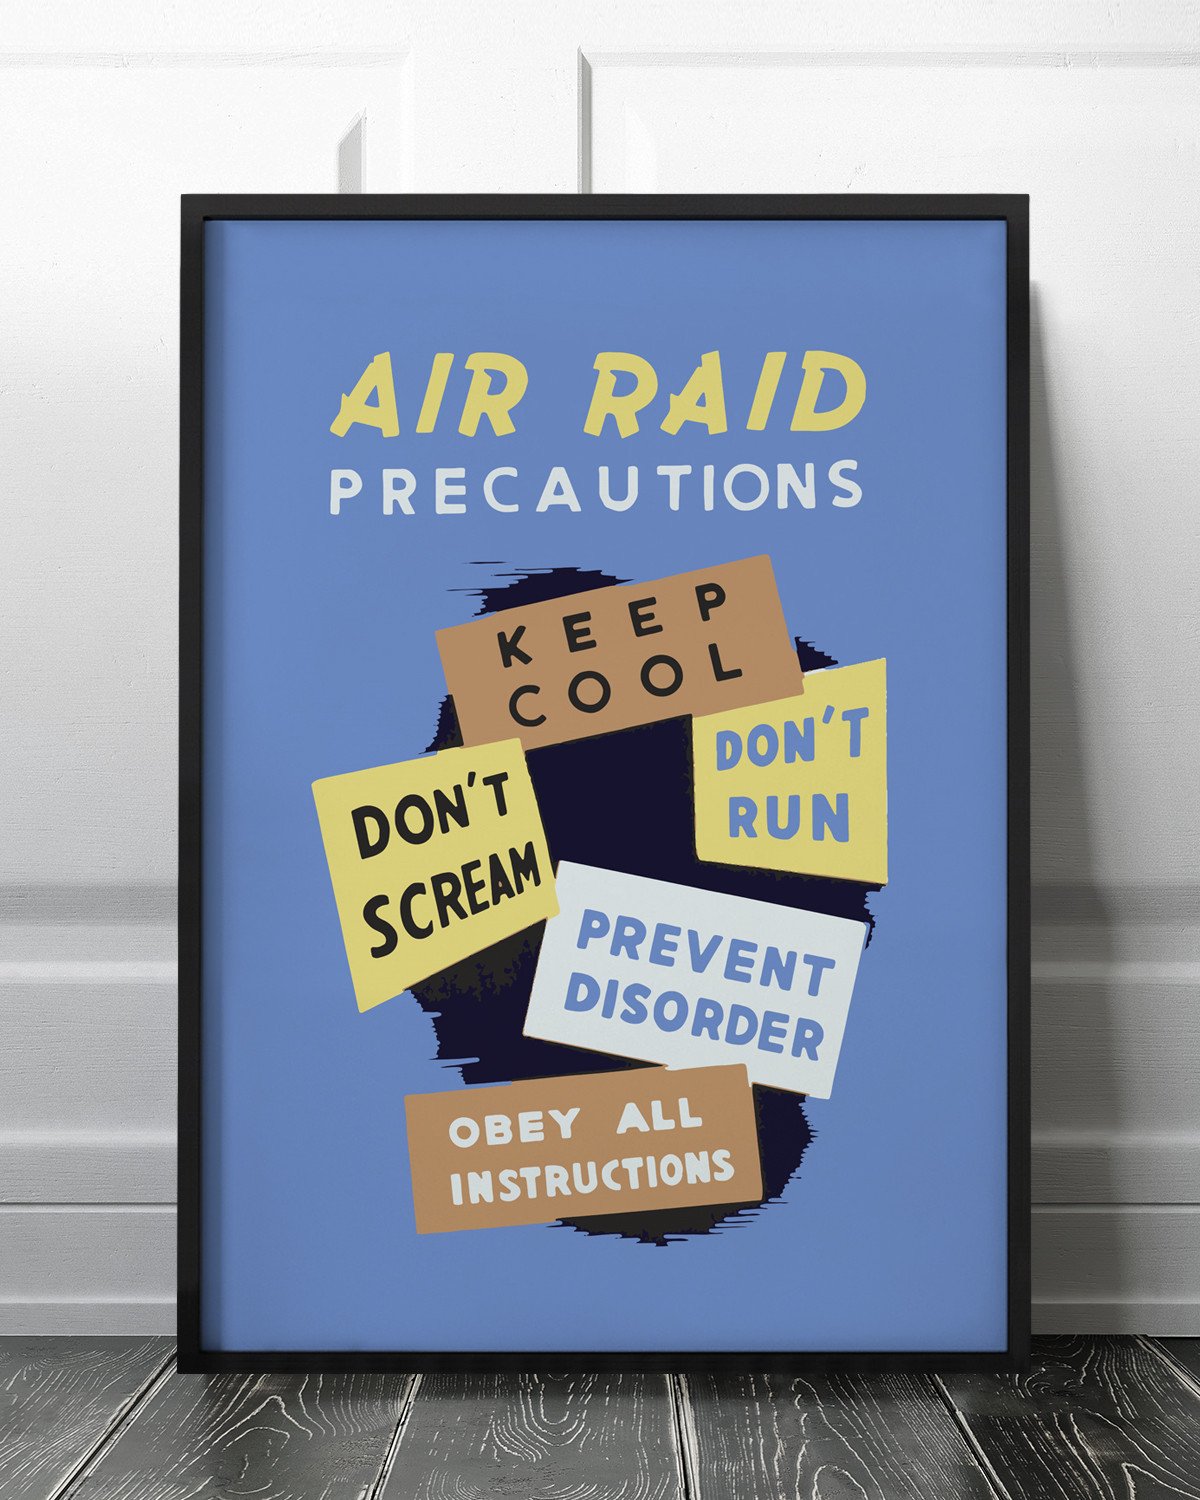 AIR RAID
PRECAUTIONS
KEEP
COOL
DON'T
RUN
DON'T
SCREAM
PREVENT
DISORDER
OBEY ALL
INSTRUCTIONS